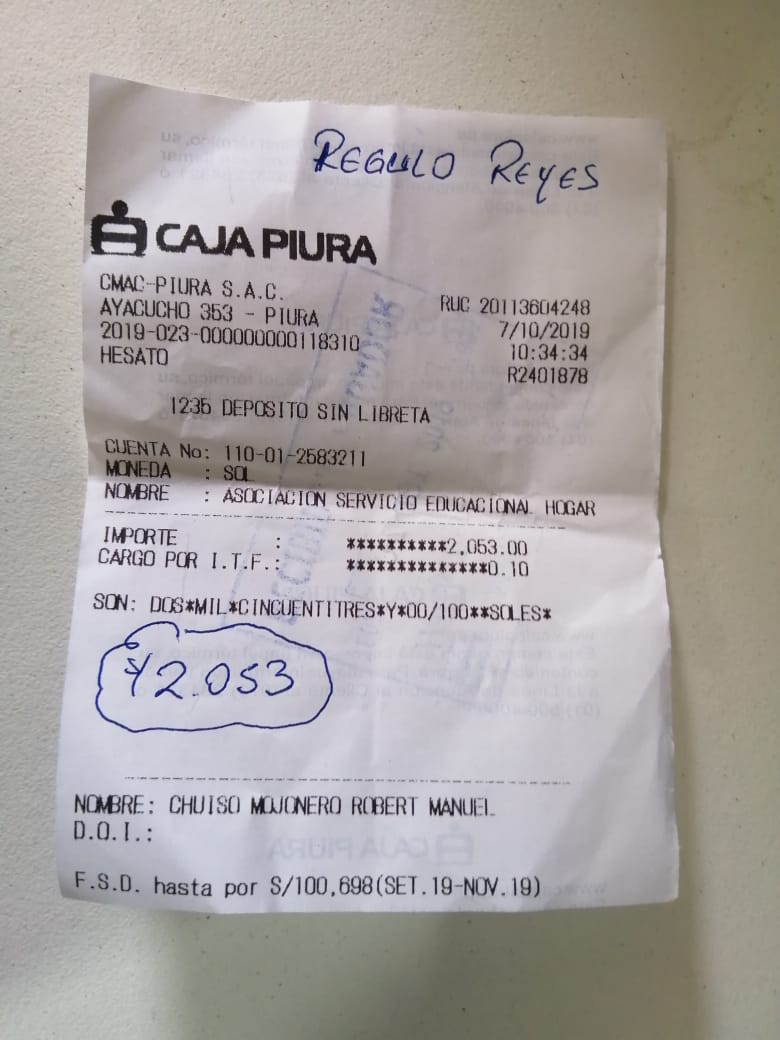 REGULO REYES
CAJA PIURA
CMAC-PIURA S.A.C.
AYACUCHO 353 - PIURA RUC 20113604248
2019-023-000000000118310 7/10/2019
HESATO 10:34:34
R2401878
1235 DEPOSITO SIN LIBRETA
CUENTA No: 110-01-2583211
MONEDA : SOL
NOMBRE : ASOCIACION SERVICIO EDUCACIONAL HOGAR
IMPORTE : **********2,053.00
CARGO POR I.T.F.: **************0.10
SON: DOS*MIL*CINCUENTITRES*Y*00/100**SOLES*
2.053
NOMBRE: CHUISO MOJONERO ROBERT MANUEL
D.O.I.:
F.S.D. hasta por S/100,698(SET.19-NOV.19)